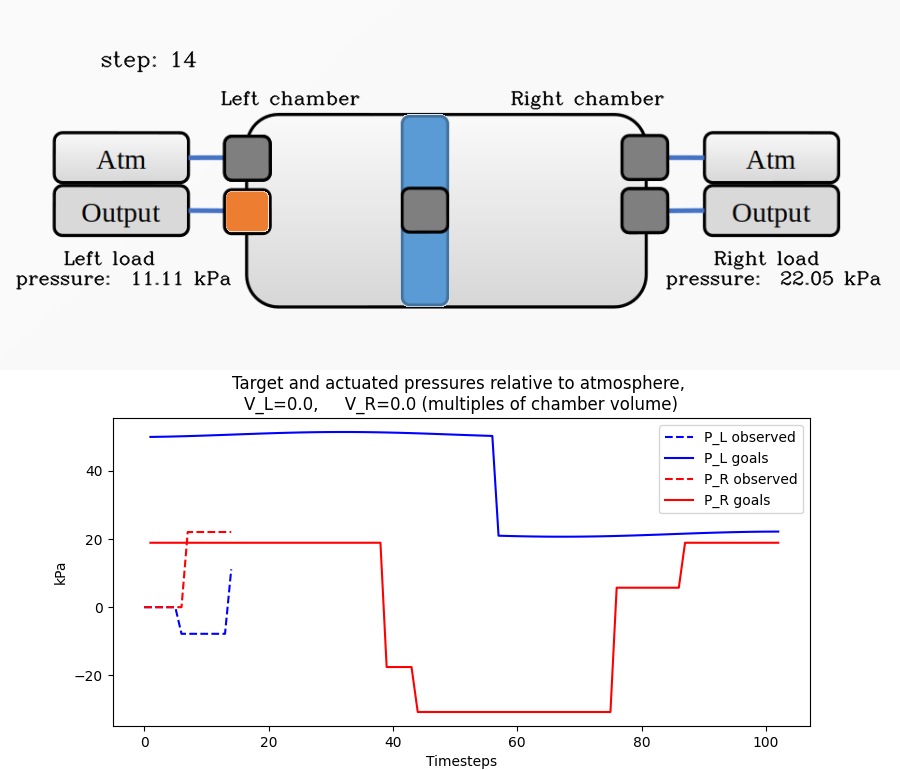 step: 14
Left chamber
Right chamber
Atm
Atm
Output
Output
Left load
pressure: 11.11 kPa
Right load
pressure: 22.05 kPa
Target and actuated pressures relative to atmosphere,
V_L=0.0, V_R=0.0 (multiples of chamber volume)
P_L observed
P_L goals
P_R observed
P_R goals
kPa
40
20
0
−20
0 20 40 60 80 100
Timesteps